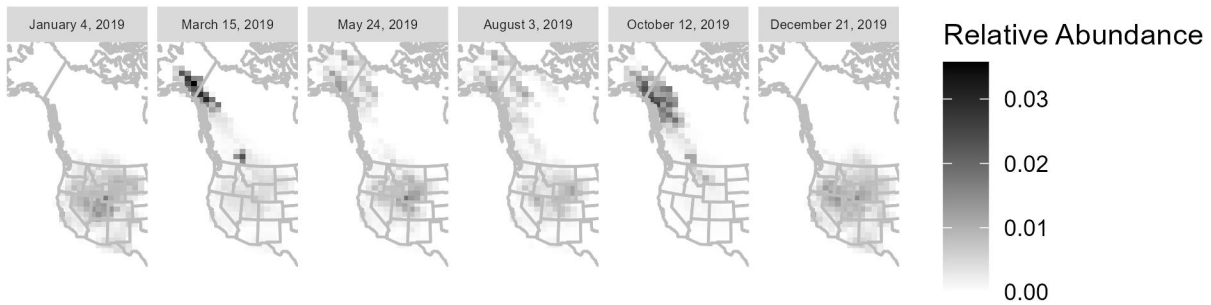 January 4, 2019
March 15, 2019
May 24, 2019
August 3, 2019
October 12, 2019
December 21, 2019
Relative Abundance
0.03
0.02
0.01
0.00